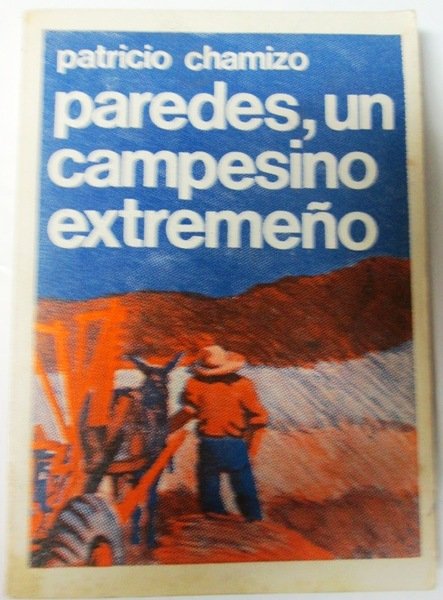 patricio chamizo
paredes, un
campesino
extremeño